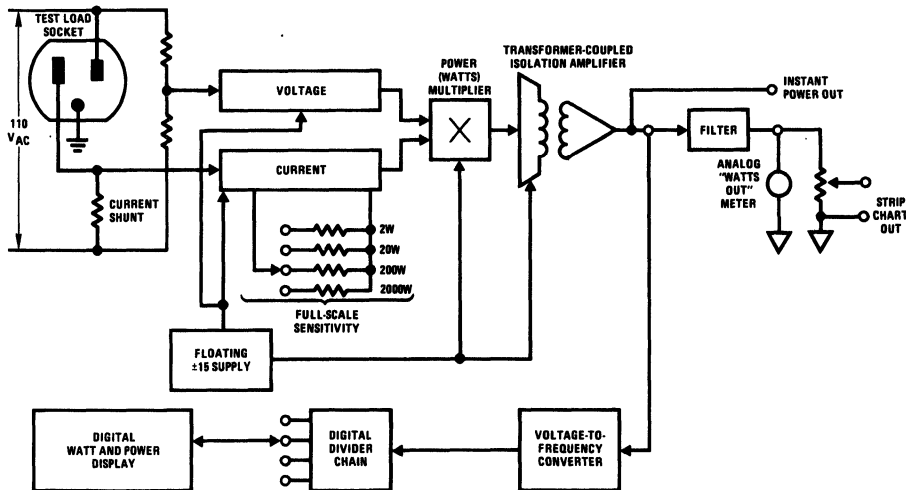 TEST LOAD
SOCKET
110
VAC
CURRENT
SHUNT
VOLTAGE
CURRENT
2W
20W
200W
2000W
FULL-SCALE
SENSITIVITY
FLOATING
±15 SUPPLY
POWER
(WATTS)
MULTIPLIER
X
TRANSFORMER-COUPLED
ISOLATION AMPLIFIER
INSTANT
POWER OUT
FILTER
ANALOG
"WATTS
OUT"
METER
STRIP
CHART
OUT
DIGITAL
WATT AND POWER
DISPLAY
DIGITAL
DIVIDER
CHAIN
VOLTAGE-TO-
FREQUENCY
CONVERTER